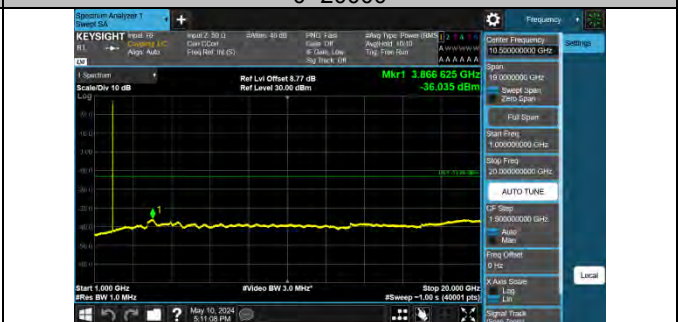 Spectrum Analyzer 1
Swept SA
Frequency
KEYSIGHT Input: RF
Coupling: DC
Align: Auto
Input Z: 50 Ω
Corr CCorr
Freq Ref: Int (S)
#Atten: 40 dB
PNO: Fast
Gate: Off
IF Gain: Low
Sig Track: Off
#Avg Type: Power (RMS
Avg|Hold: 10/10
Trig: Free Run
A W W W W W
A A A A A A
1 Spectrum
Scale/Div 10 dB
Log
Ref Lvl Offset 8.77 dB
Ref Level 30.00 dBm
Mkr1 3.866 625 GHz
-36.035 dBm
1
Start 1.000 GHz
#Res BW 1.0 MHz
#Video BW 3.0 MHz*
Stop 20.000 GHz
#Sweep ~1.00 s (40001 pts)
Center Frequency
10.500000000 GHz
Settings
Span
19.0000000 GHz
Swept Span
Zero Span
Full Span
Start Freq
1.000000000 GHz
Stop Freq
20.000000000 GHz
AUTO TUNE
CF Step
1.900000000 GHz
Auto
Man
Freq Offset
0 Hz
X Axis Scale
Log
Lin
Signal Track
Local
May 10, 2024
5:11:08 PM